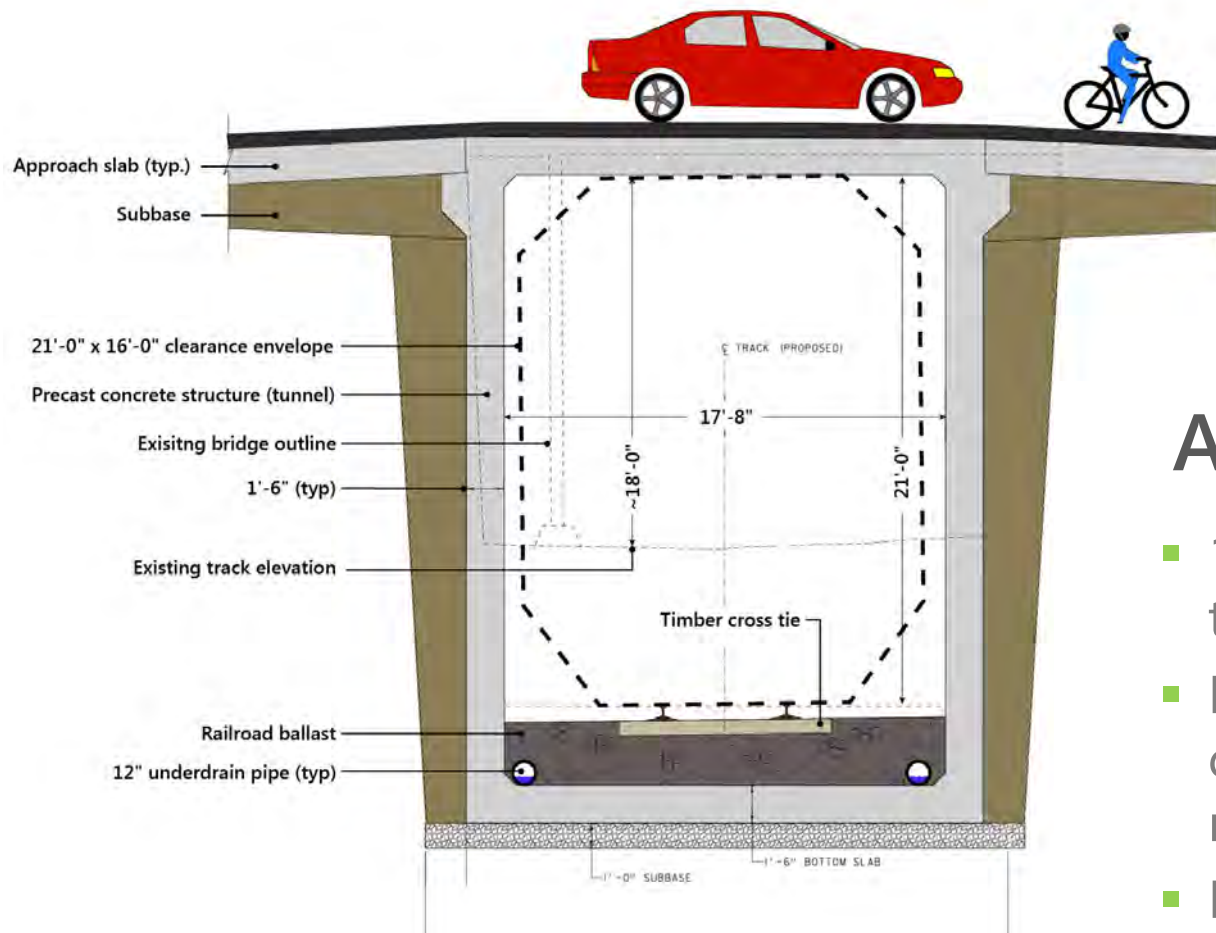 Approach slab (typ.)
Subbase
21'-0" x 16'-0" clearance envelope
Precast concrete structure (tunnel)
Exisitng bridge outline
1'-6" (typ)
Existing track elevation
Railroad ballast
12" underdrain pipe (typ)
℄ TRACK (PROPOSED)
17'-8"
~18'-0"
21'-0"
Timber cross tie
1'-6" BOTTOM SLAB
1'-0" SUBBASE
A
t